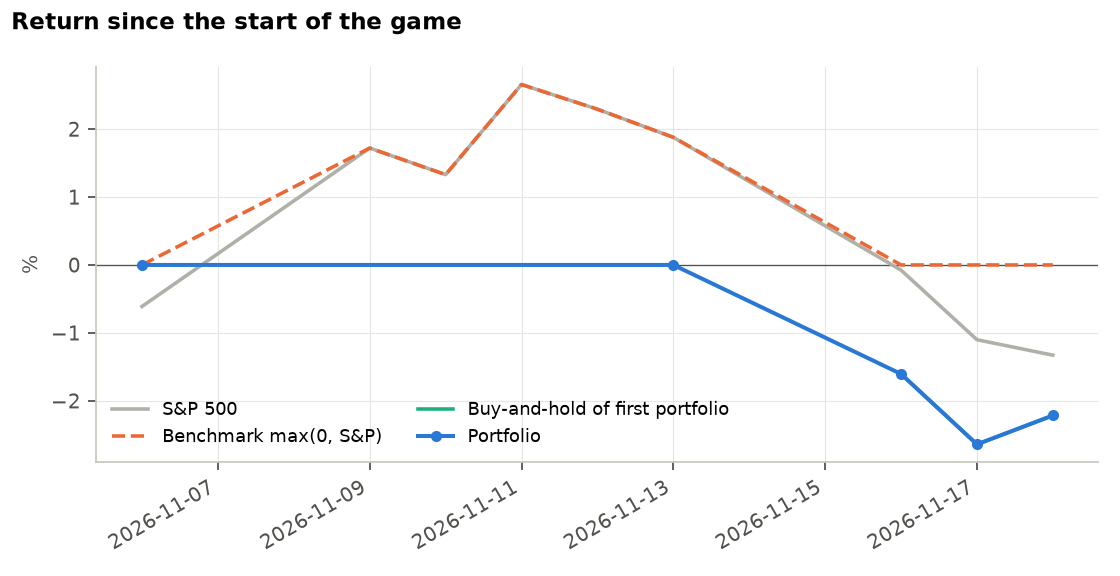 Return since the start of the game
%
2
1
0
−1
−2
S&P 500
Benchmark max(0, S&P)
Buy-and-hold of first portfolio
Portfolio
2026-11-07
2026-11-09
2026-11-11
2026-11-13
2026-11-15
2026-11-17